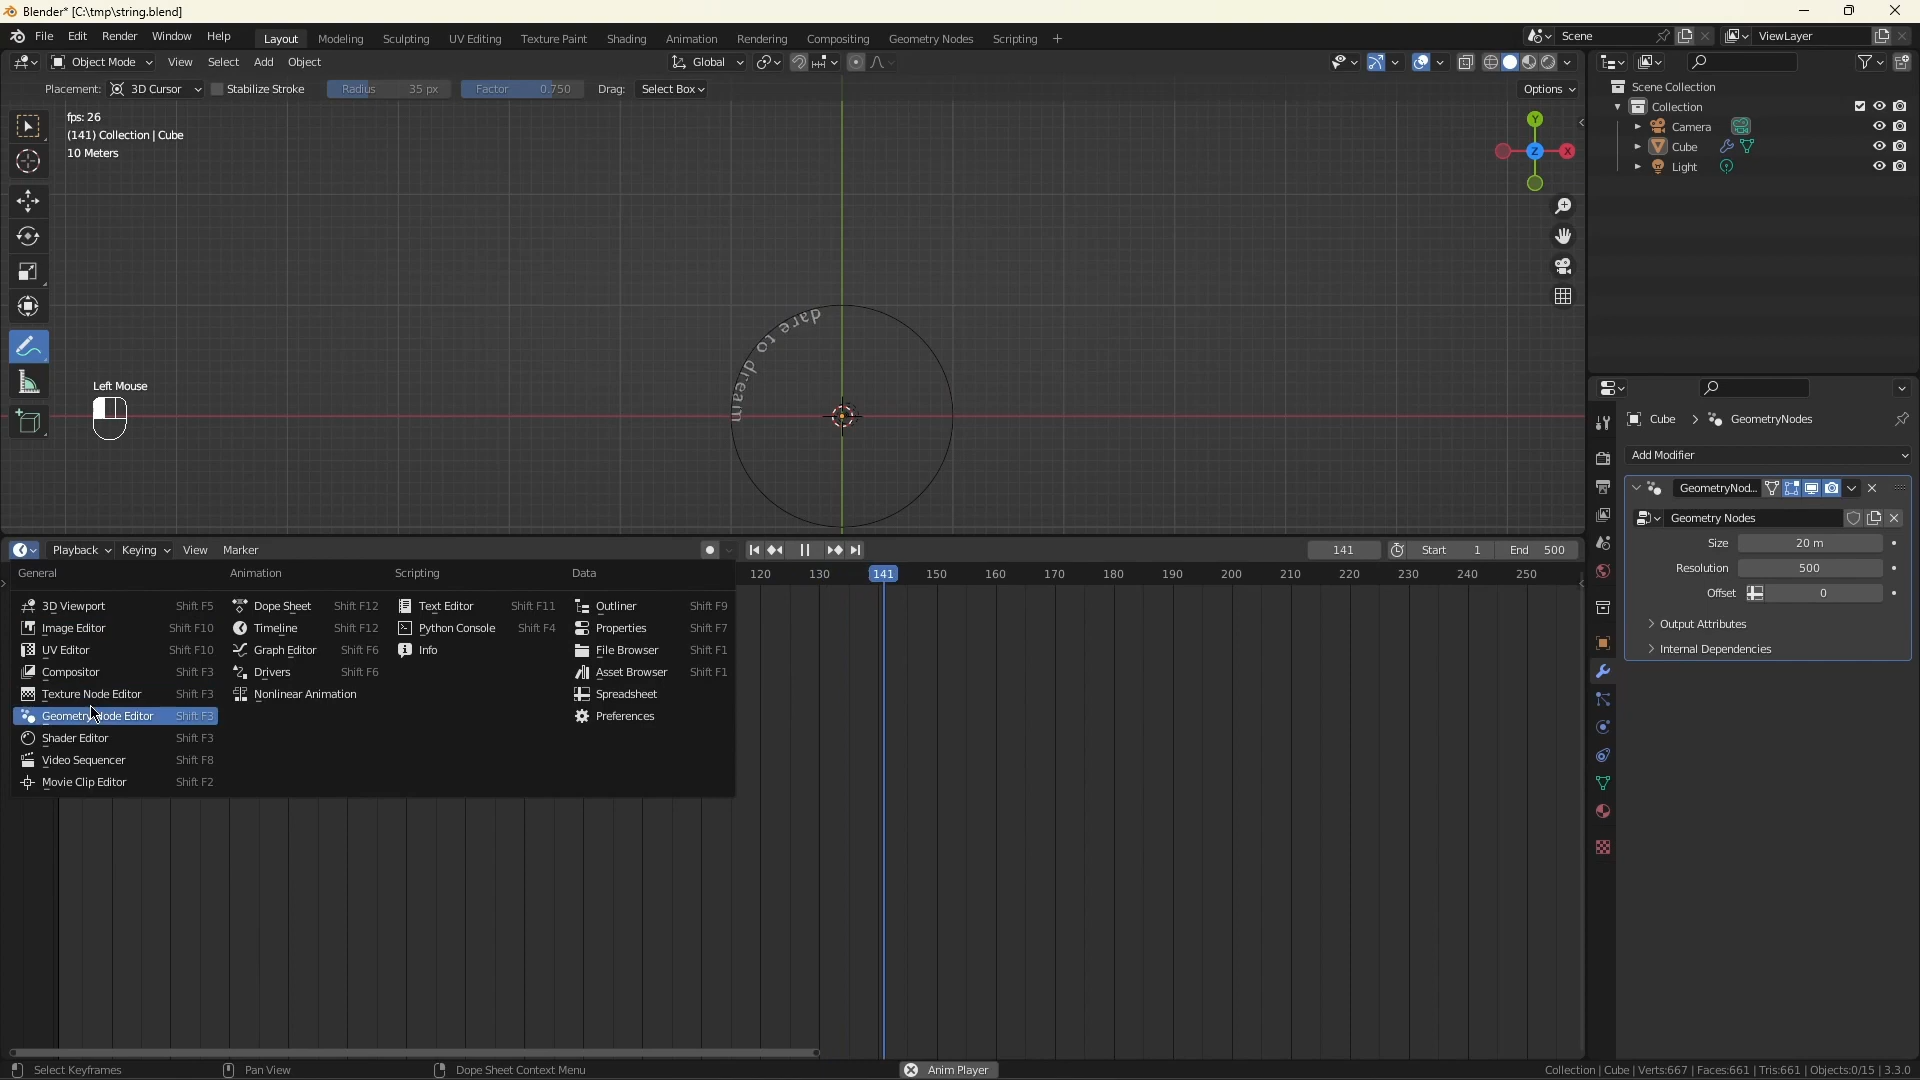 Blender* [C:\tmp\string.blend]
File Edit Render Window Help Layout Modeling Sculpting UV Editing Texture Paint Shading Animation Rendering Compositing Geometry Nodes Scripting + Scene ViewLayer
Object Mode View Select Add Object Global
Placement: 3D Cursor Stabilize Stroke Radius 35 px Factor 0.750 Drag: Select Box Options
fps: 26
(141) Collection | Cube
10 Meters
Y
Z X
dare to dream
Left Mouse
Scene Collection
Collection
Camera
Cube
Light
Cube > GeometryNodes
Add Modifier
GeometryNod...
Geometry Nodes
Size 20 m
Resolution 500
Offset 0
Output Attributes
Internal Dependencies
Playback Keying View Marker 141 Start 1 End 500
120 130 141 150 160 170 180 190 200 210 220 230 240 250
General Animation Scripting Data
3D Viewport Shift F5 Dope Sheet Shift F12 Text Editor Shift F11 Outliner Shift F9
Image Editor Shift F10 Timeline Shift F12 Python Console Shift F4 Properties Shift F7
UV Editor Shift F10 Graph Editor Shift F6 Info File Browser Shift F1
Compositor Shift F3 Drivers Shift F6 Asset Browser Shift F1
Texture Node Editor Shift F3 Nonlinear Animation Spreadsheet
Geometry Node Editor Shift F3 Preferences
Shader Editor Shift F3
Video Sequencer Shift F8
Movie Clip Editor Shift F2
Select Keyframes Pan View Dope Sheet Context Menu Anim Player Collection | Cube | Verts:667 | Faces:661 | Tris:661 | Objects:0/15 | 3.3.0